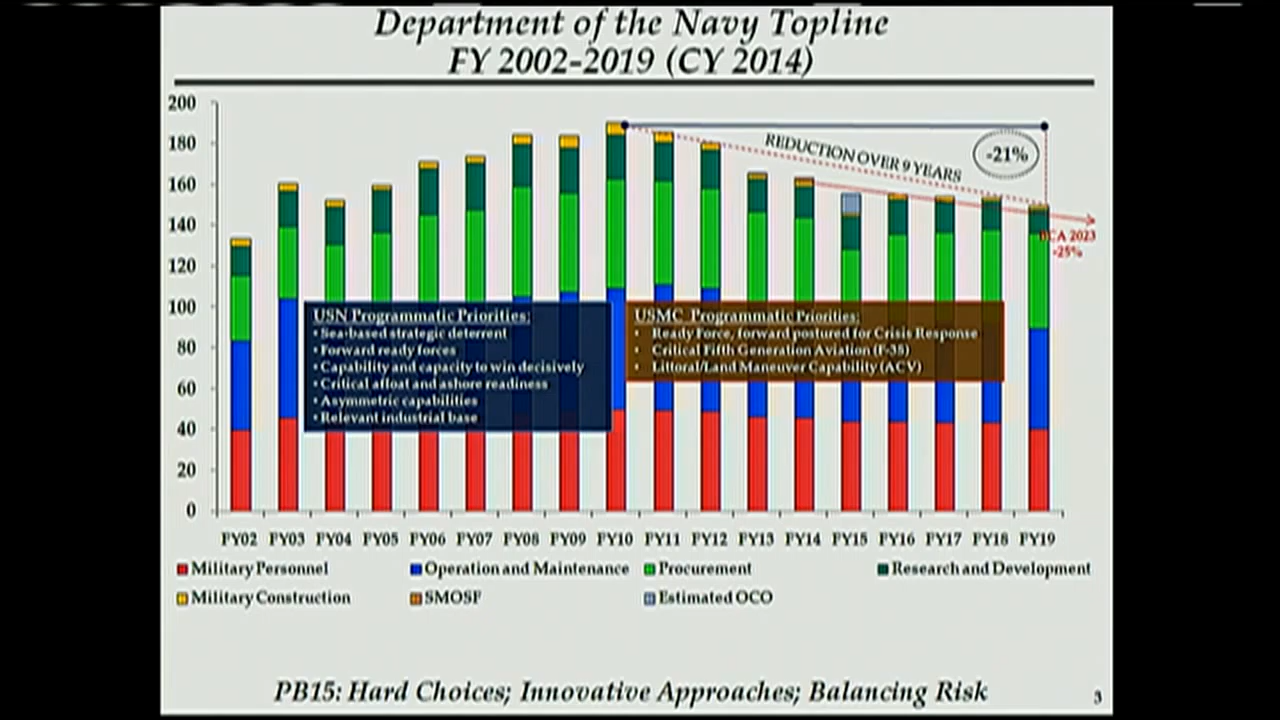 Department of the Navy Topline
FY 2002-2019 (CY 2014)
200
180
160
140
120
100
80
60
40
20
0
REDUCTION OVER 9 YEARS
-21%
BCA 2023
-25%
USN Programmatic Priorities:
• Sea-based strategic deterrent
• Forward ready forces
• Capability and capacity to win decisively
• Critical afloat and ashore readiness
• Asymmetric capabilities
• Relevant industrial base
USMC Programmatic Priorities:
• Ready Force, forward postured for Crisis Response
• Critical Fifth Generation Aviation (F-35)
• Littoral/Land Maneuver Capability (ACV)
FY02 FY03 FY04 FY05 FY06 FY07 FY08 FY09 FY10 FY11 FY12 FY13 FY14 FY15 FY16 FY17 FY18 FY19
Military Personnel Operation and Maintenance Procurement Research and Development
Military Construction SMOSF Estimated OCO
PB15: Hard Choices; Innovative Approaches; Balancing Risk
3